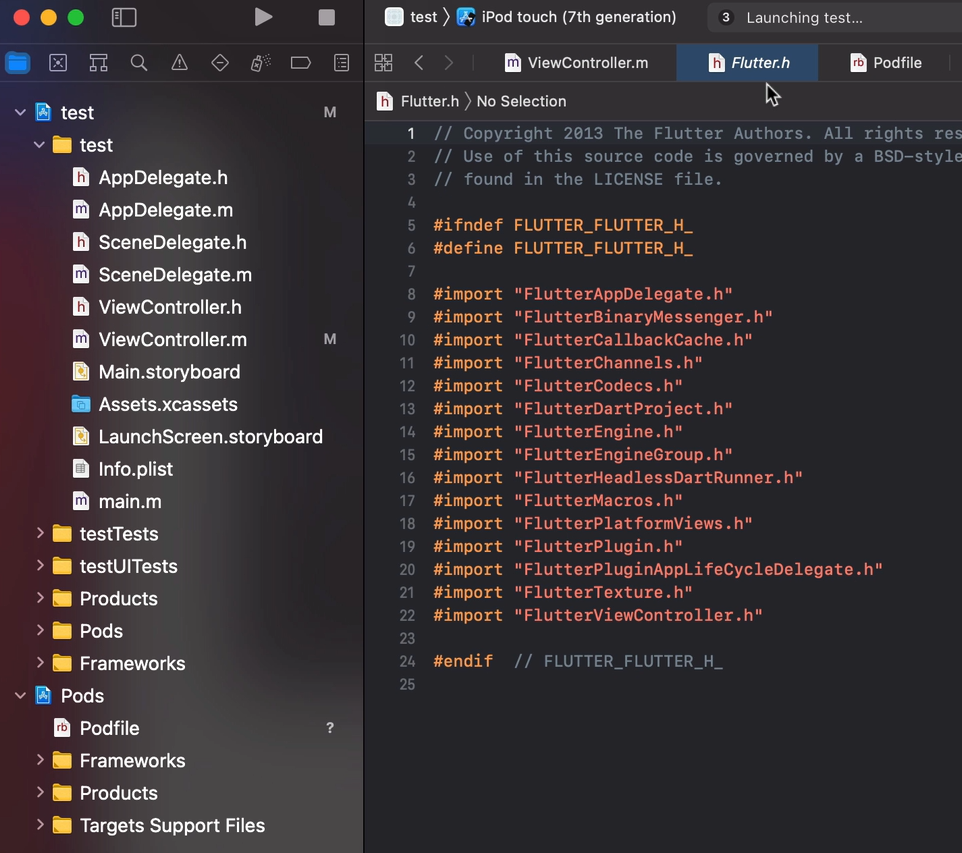 test 〉 iPod touch (7th generation) 3 Launching test...
ViewController.m Flutter.h Podfile
Flutter.h 〉 No Selection
test M
test
AppDelegate.h
AppDelegate.m
SceneDelegate.h
SceneDelegate.m
ViewController.h
ViewController.m M
Main.storyboard
Assets.xcassets
LaunchScreen.storyboard
Info.plist
main.m
testTests
testUITests
Products
Pods
Frameworks
Pods
Podfile ?
Frameworks
Products
Targets Support Files
1 // Copyright 2013 The Flutter Authors. All rights res
2 // Use of this source code is governed by a BSD-style
3 // found in the LICENSE file.
4
5 #ifndef FLUTTER_FLUTTER_H_
6 #define FLUTTER_FLUTTER_H_
7
8 #import "FlutterAppDelegate.h"
9 #import "FlutterBinaryMessenger.h"
10 #import "FlutterCallbackCache.h"
11 #import "FlutterChannels.h"
12 #import "FlutterCodecs.h"
13 #import "FlutterDartProject.h"
14 #import "FlutterEngine.h"
15 #import "FlutterEngineGroup.h"
16 #import "FlutterHeadlessDartRunner.h"
17 #import "FlutterMacros.h"
18 #import "FlutterPlatformViews.h"
19 #import "FlutterPlugin.h"
20 #import "FlutterPluginAppLifeCycleDelegate.h"
21 #import "FlutterTexture.h"
22 #import "FlutterViewController.h"
23
24 #endif // FLUTTER_FLUTTER_H_
25